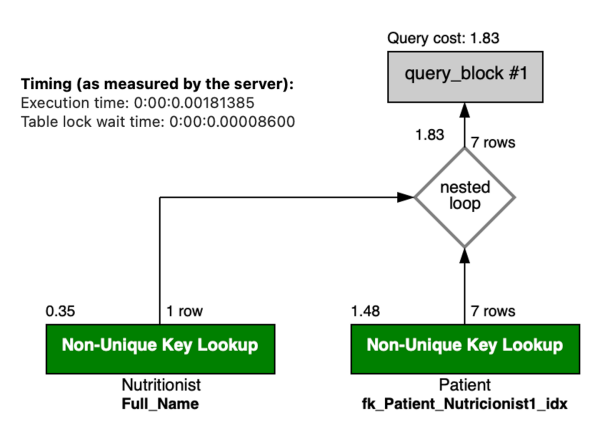 Query cost: 1.83
query_block #1
Timing (as measured by the server):
Execution time: 0:00:0.00181385
Table lock wait time: 0:00:0.00008600
1.83
7 rows
nested
loop
0.35
1 row
1.48
7 rows
Non-Unique Key Lookup
Non-Unique Key Lookup
Nutritionist
Full_Name
Patient
fk_Patient_Nutricionist1_idx